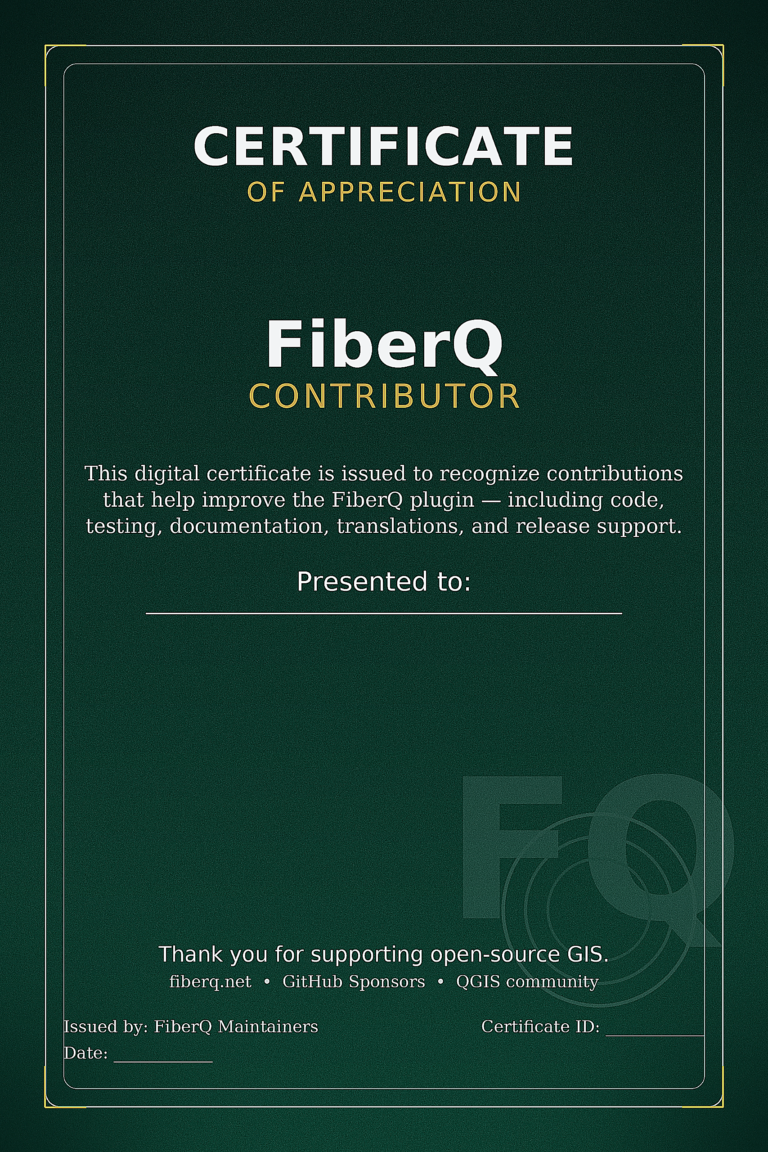 CERTIFICATE
OF APPRECIATION
FiberQ
CONTRIBUTOR
This digital certificate is issued to recognize contributions
that help improve the FiberQ plugin — including code,
testing, documentation, translations, and release support.
Presented to:
FQ
Thank you for supporting open-source GIS.
fiberq.net • GitHub Sponsors • QGIS community
Issued by: FiberQ Maintainers
Certificate ID: ____________
Date: ____________